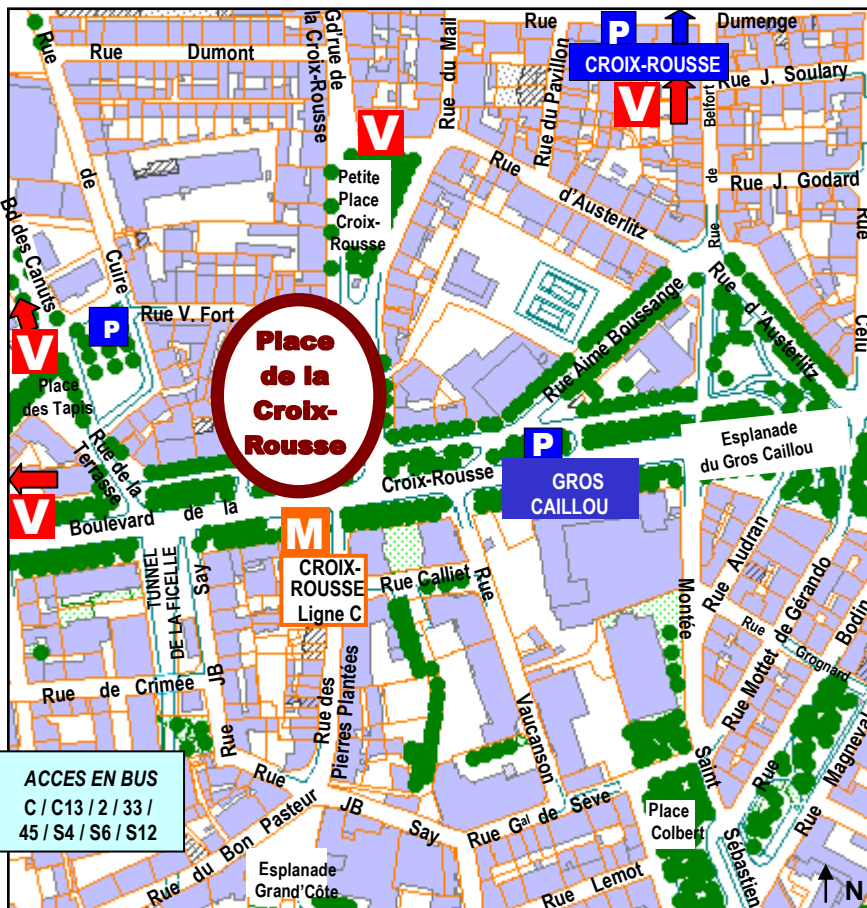 Rue Dumont
Rue
de
Cuire
Gd'rue de
la Croix-Rousse
Rue du Mail
Rue Dumenge
P
CROIX-ROUSSE
V
Rue du Pavillon
Rue J. Soulary
Rue de Belfort
V
Petite
Place
Croix-
Rousse
Rue d'Austerlitz
Rue J. Godard
Bd des Canuts
Rue V. Fort
P
V
Place
des Tapis
Place
de la
Croix-
Rousse
Rue Aimé Boussange
Rue d'Austerlitz
Rue Célu
Rue de la
Terrasse
V
Boulevard de la Croix-Rousse
P
GROS
CAILLOU
Esplanade
du Gros Caillou
M
CROIX-
ROUSSE
Ligne C
TUNNEL
DE LA FICELLE
Rue JB Say
Rue Calliet
Rue Vaucanson
Montée Saint Sébastien
Rue Audran
Rue Mottet de Gérando
Rue Grognard
Rue Bodin
Rue Magneval
Rue de Crimée
Rue des
Pierres Plantées
Rue JB Say
ACCES EN BUS
C / C13 / 2 / 33 /
45 / S4 / S6 / S12
Rue du Bon Pasteur
Rue Gal de Sève
Place
Colbert
Esplanade
Grand'Côte
Rue Lemot
N